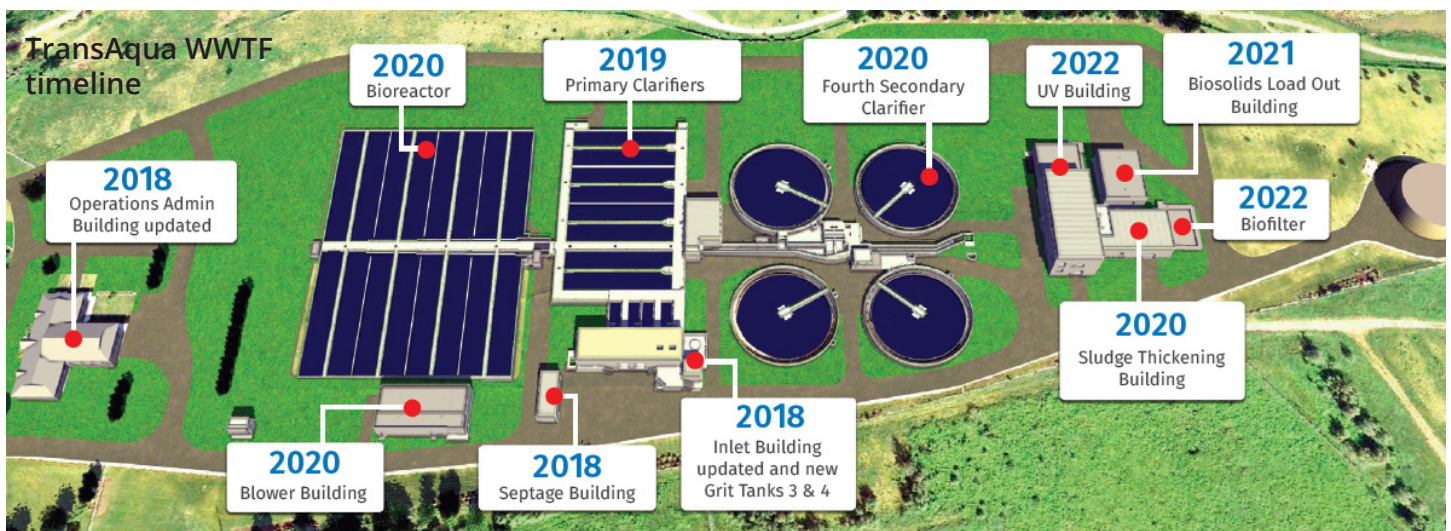 TransAqua WWTF
timeline
2018
Operations Admin
Building updated
2020
Bioreactor
2019
Primary Clarifiers
2020
Fourth Secondary
Clarifier
2022
UV Building
2021
Biosolids Load Out
Building
2022
Biofilter
2020
Sludge Thickening
Building
2018
Inlet Building
updated and new
Grit Tanks 3 & 4
2018
Septage Building
2020
Blower Building